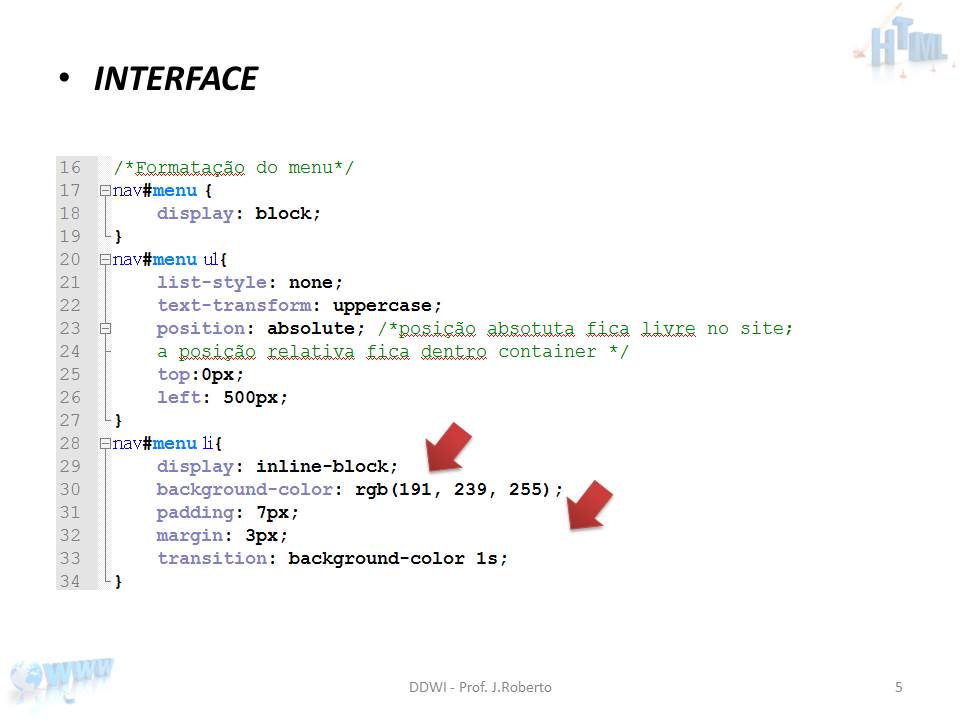 HTML
• INTERFACE
16 /*Formatação do menu*/
17 nav#menu {
18 display: block;
19 }
20 nav#menu ul{
21 list-style: none;
22 text-transform: uppercase;
23 position: absolute; /*posição absotuta fica livre no site;
24 a posição relativa fica dentro container */
25 top:0px;
26 left: 500px;
27 }
28 nav#menu li{
29 display: inline-block;
30 background-color: rgb(191, 239, 255);
31 padding: 7px;
32 margin: 3px;
33 transition: background-color 1s;
34 }
WWW
DDWI - Prof. J.Roberto
5